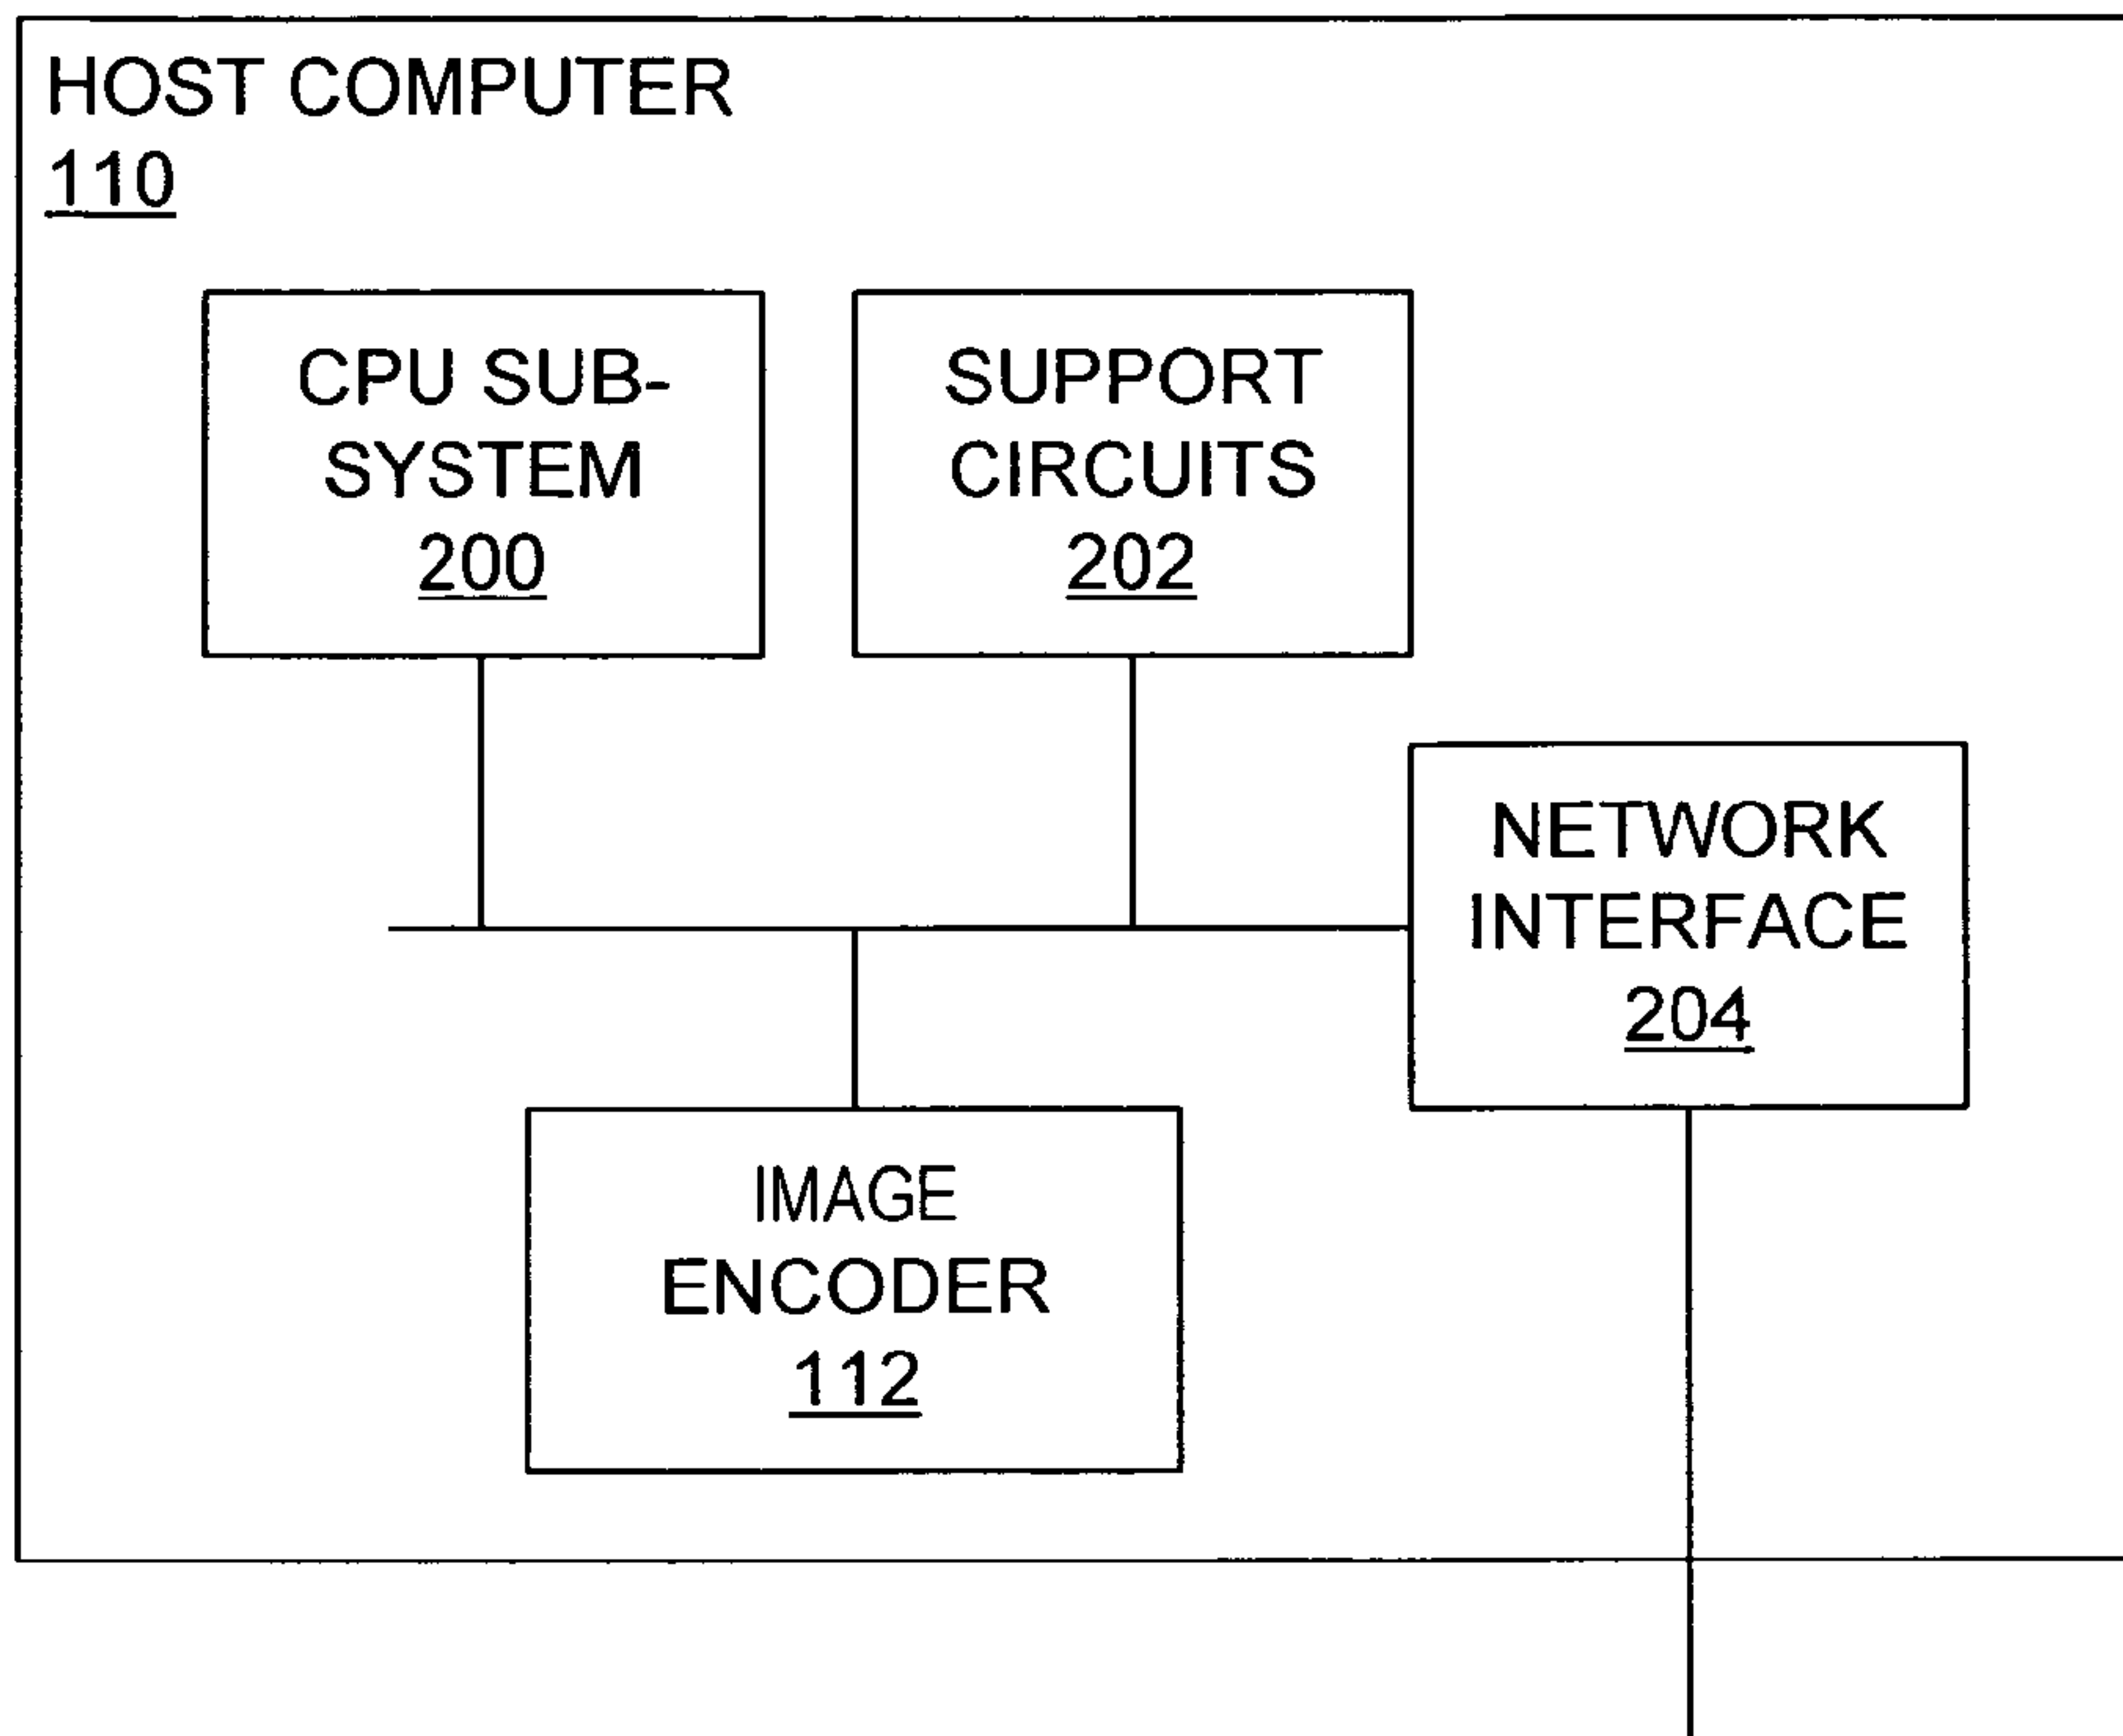 HOST COMPUTER
110
CPU SUB-
SYSTEM
200
SUPPORT
CIRCUITS
202
NETWORK
INTERFACE
204
IMAGE
ENCODER
112